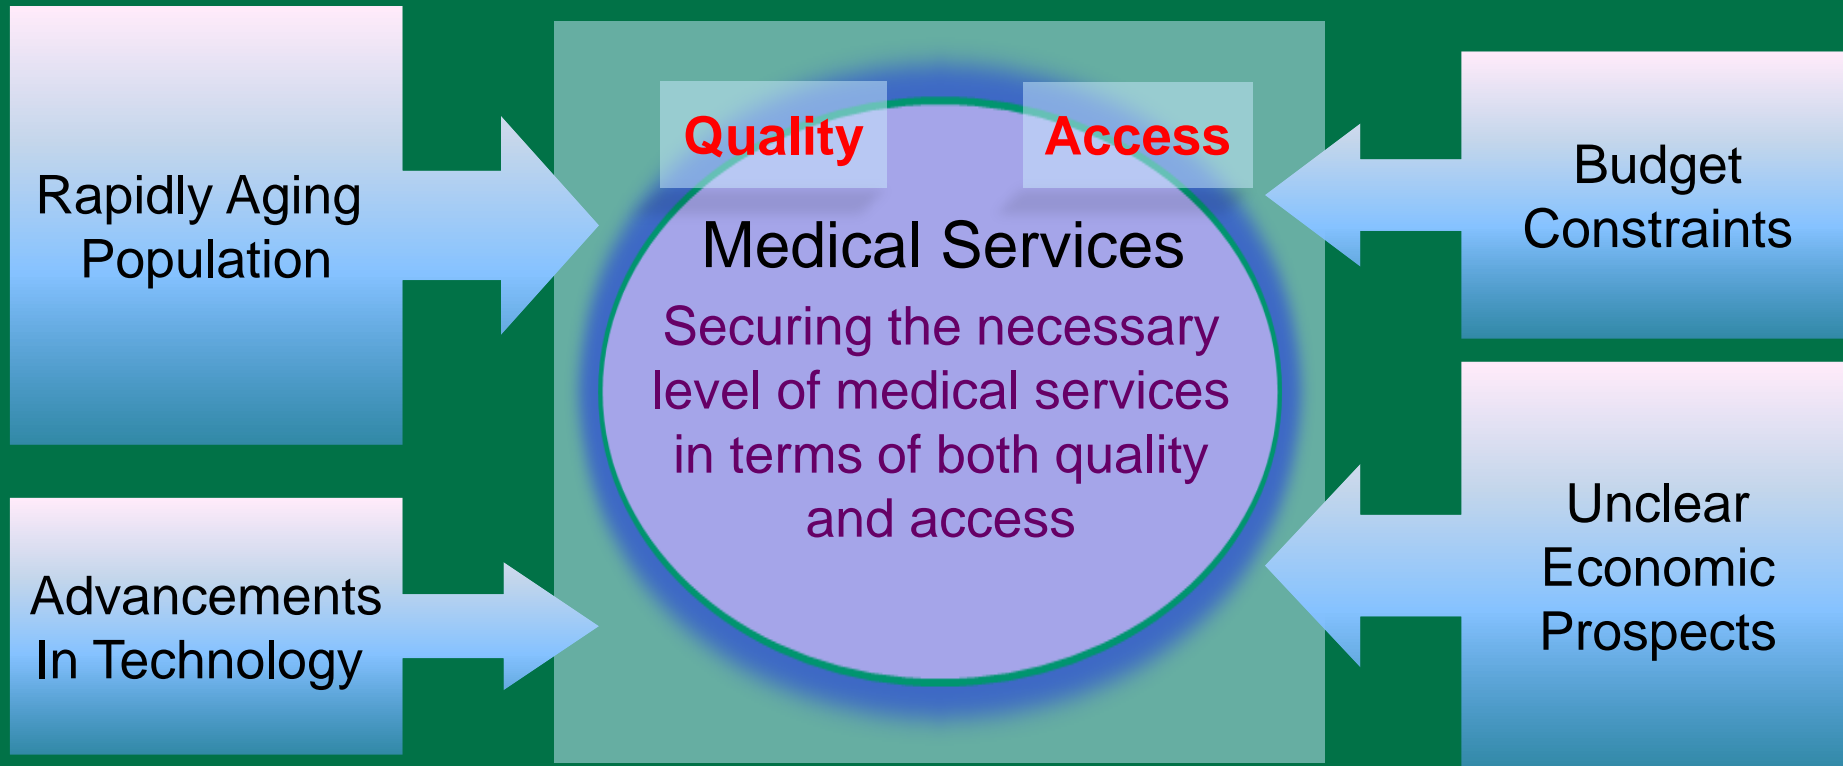 Rapidly Aging
Population
Advancements
In Technology
Quality
Access
Medical Services
Securing the necessary
level of medical services
in terms of both quality
and access
Budget
Constraints
Unclear
Economic
Prospects